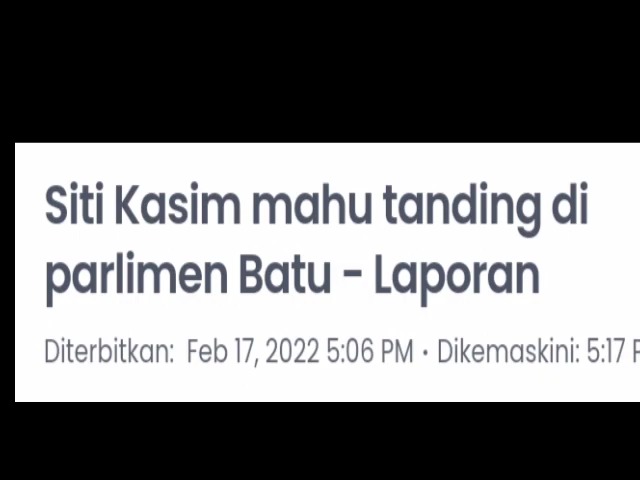 Siti Kasim mahu tanding di
parlimen Batu - Laporan
Diterbitkan: Feb 17, 2022 5:06 PM · Dikemaskini: 5:17